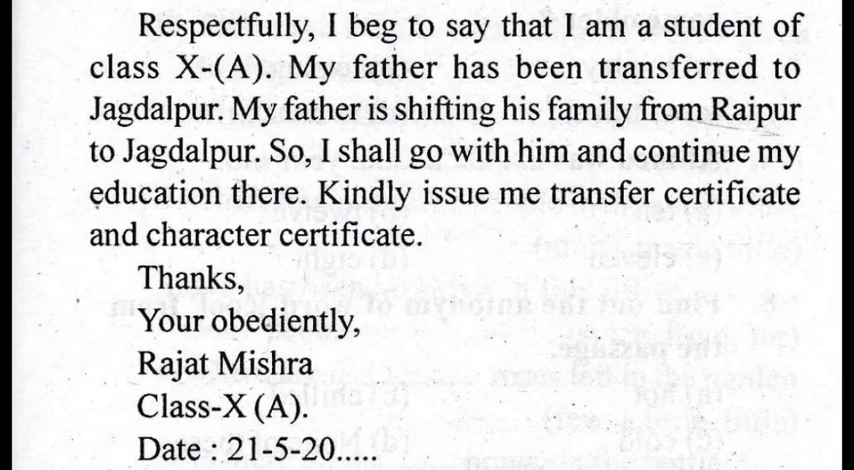 Respectfully, I beg to say that I am a student of
class X-(A). My father has been transferred to
Jagdalpur. My father is shifting his family from Raipur
to Jagdalpur. So, I shall go with him and continue my
education there. Kindly issue me transfer certificate
and character certificate.
Thanks,
Your obediently,
Rajat Mishra
Class-X (A).
Date : 21-5-20.....